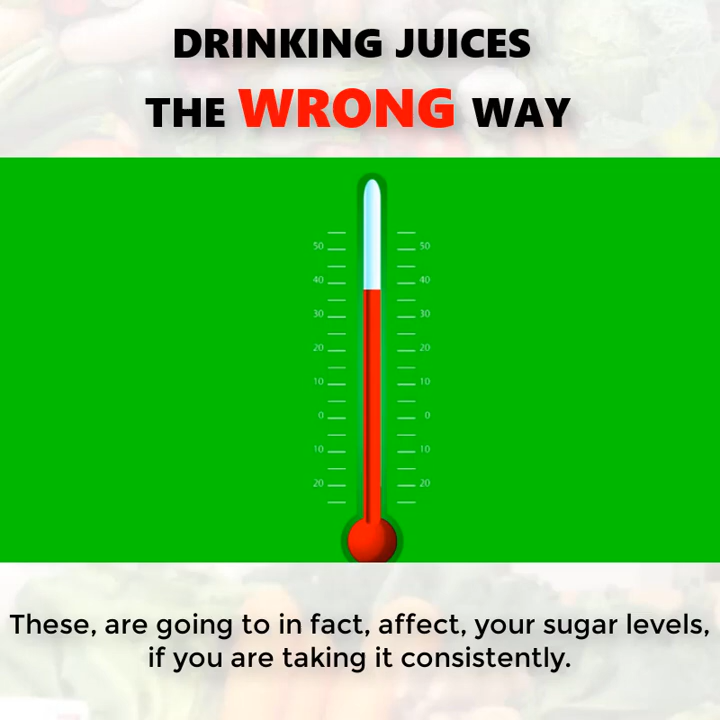 DRINKING JUICES
THE WRONG WAY
50 50
40 40
30 30
20 20
10 10
0 0
10 10
20 20
These, are going to in fact, affect, your sugar levels,
if you are taking it consistently.